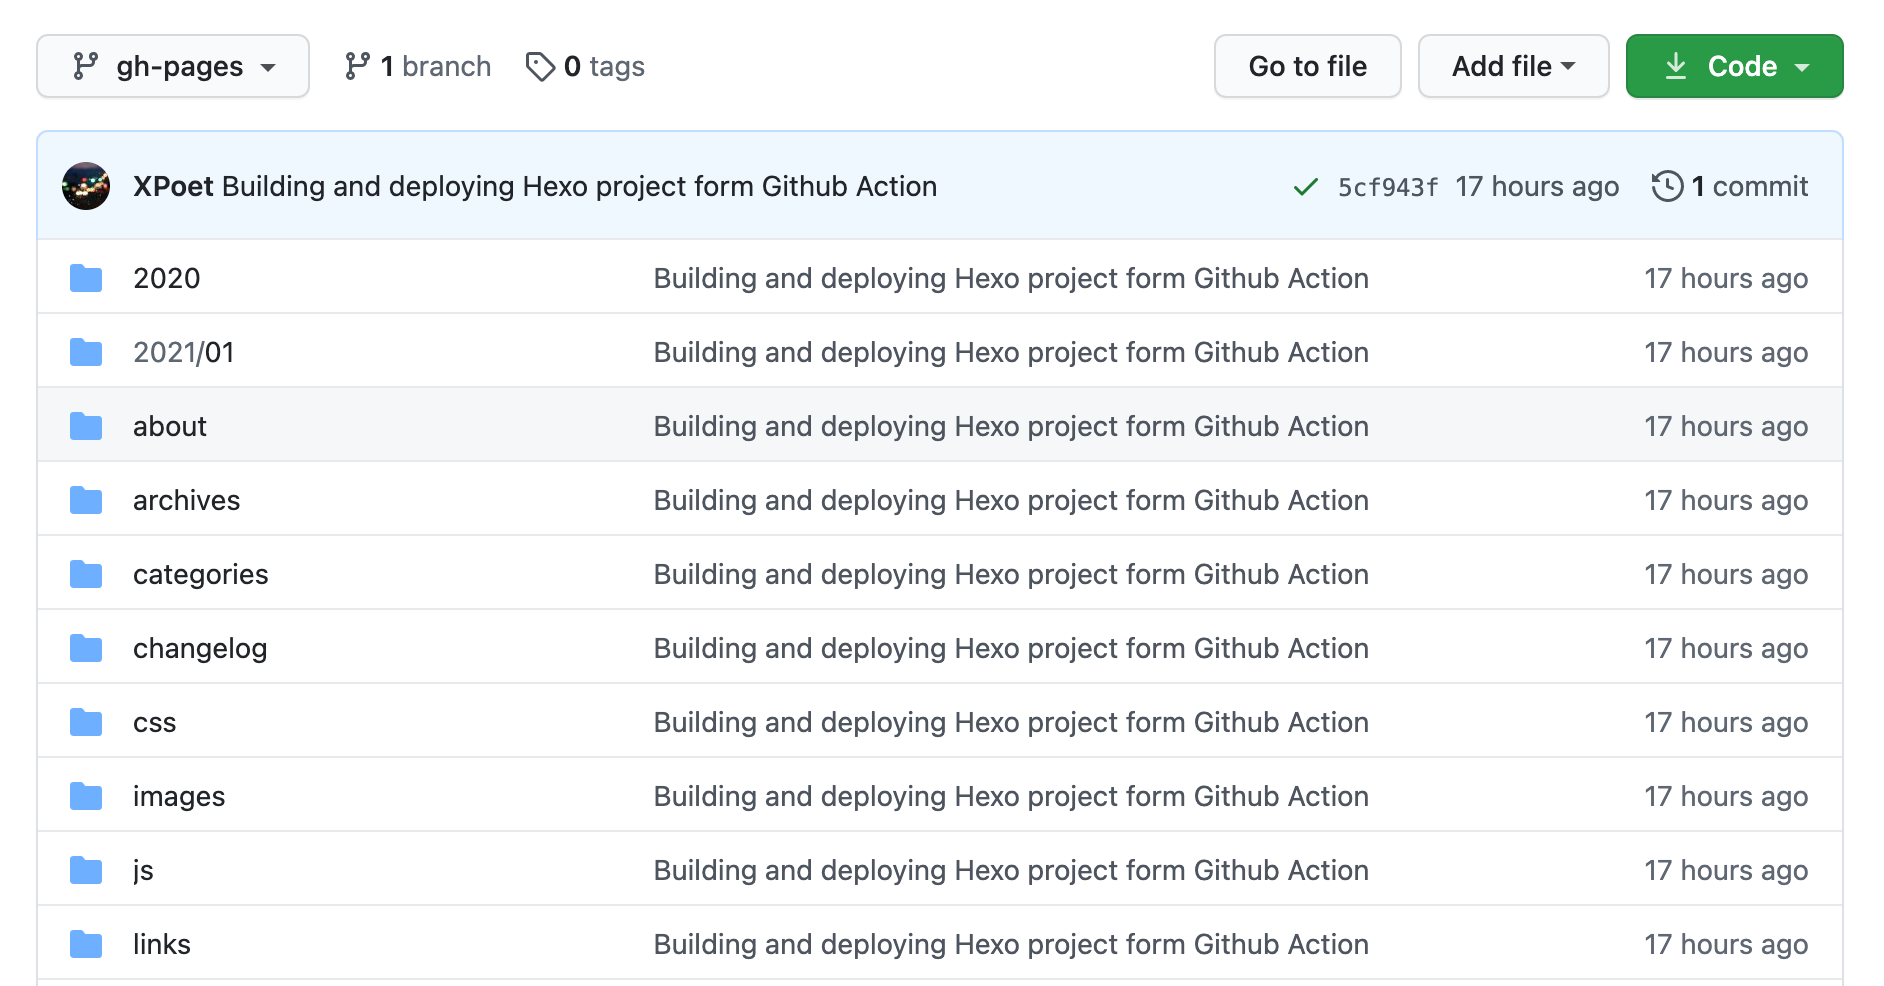 gh-pages 1 branch 0 tags Go to file Add file Code
XPoet Building and deploying Hexo project form Github Action 5cf943f 17 hours ago 1 commit
2020 Building and deploying Hexo project form Github Action 17 hours ago
2021/01 Building and deploying Hexo project form Github Action 17 hours ago
about Building and deploying Hexo project form Github Action 17 hours ago
archives Building and deploying Hexo project form Github Action 17 hours ago
categories Building and deploying Hexo project form Github Action 17 hours ago
changelog Building and deploying Hexo project form Github Action 17 hours ago
css Building and deploying Hexo project form Github Action 17 hours ago
images Building and deploying Hexo project form Github Action 17 hours ago
js Building and deploying Hexo project form Github Action 17 hours ago
links Building and deploying Hexo project form Github Action 17 hours ago